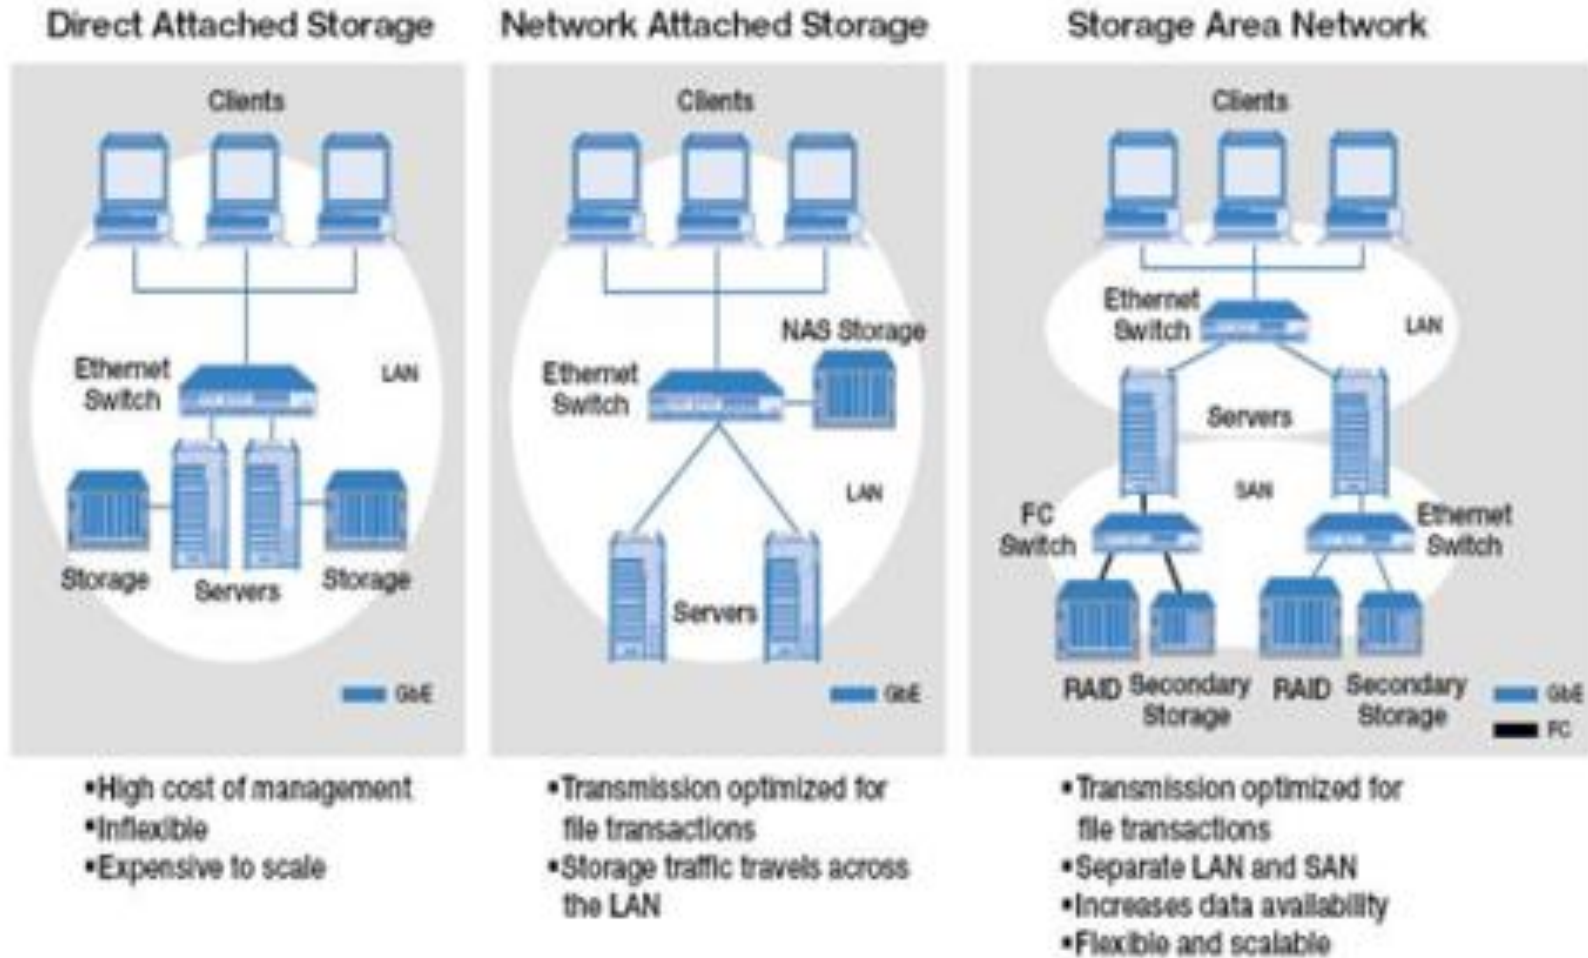 Direct Attached Storage
Clients
Ethernet
Switch
LAN
Storage
Servers
Storage
GbE
▪High cost of management
▪Inflexible
▪Expensive to scale
Network Attached Storage
Clients
NAS Storage
Ethernet
Switch
LAN
Servers
GbE
▪Transmission optimized for
file transactions
▪Storage traffic travels across
the LAN
Storage Area Network
Clients
Ethernet
Switch
LAN
Servers
SAN
FC
Switch
Ethernet
Switch
RAID
Secondary
Storage
RAID
Secondary
Storage
GbE
FC
▪Transmission optimized for
file transactions
▪Separate LAN and SAN
▪Increases data availability
▪Flexible and scalable